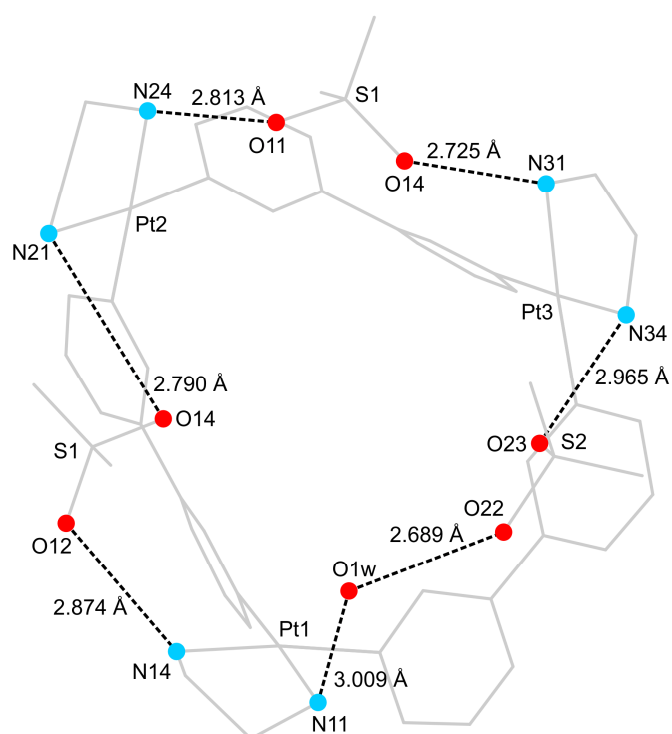 N24
2.813 Å
S1
O11
2.725 Å
N31
O14
Pt2
N21
Pt3
N34
2.790 Å
2.965 Å
O14
S1
O23
S2
O22
O12
2.689 Å
O1w
2.874 Å
Pt1
N14
3.009 Å
N11